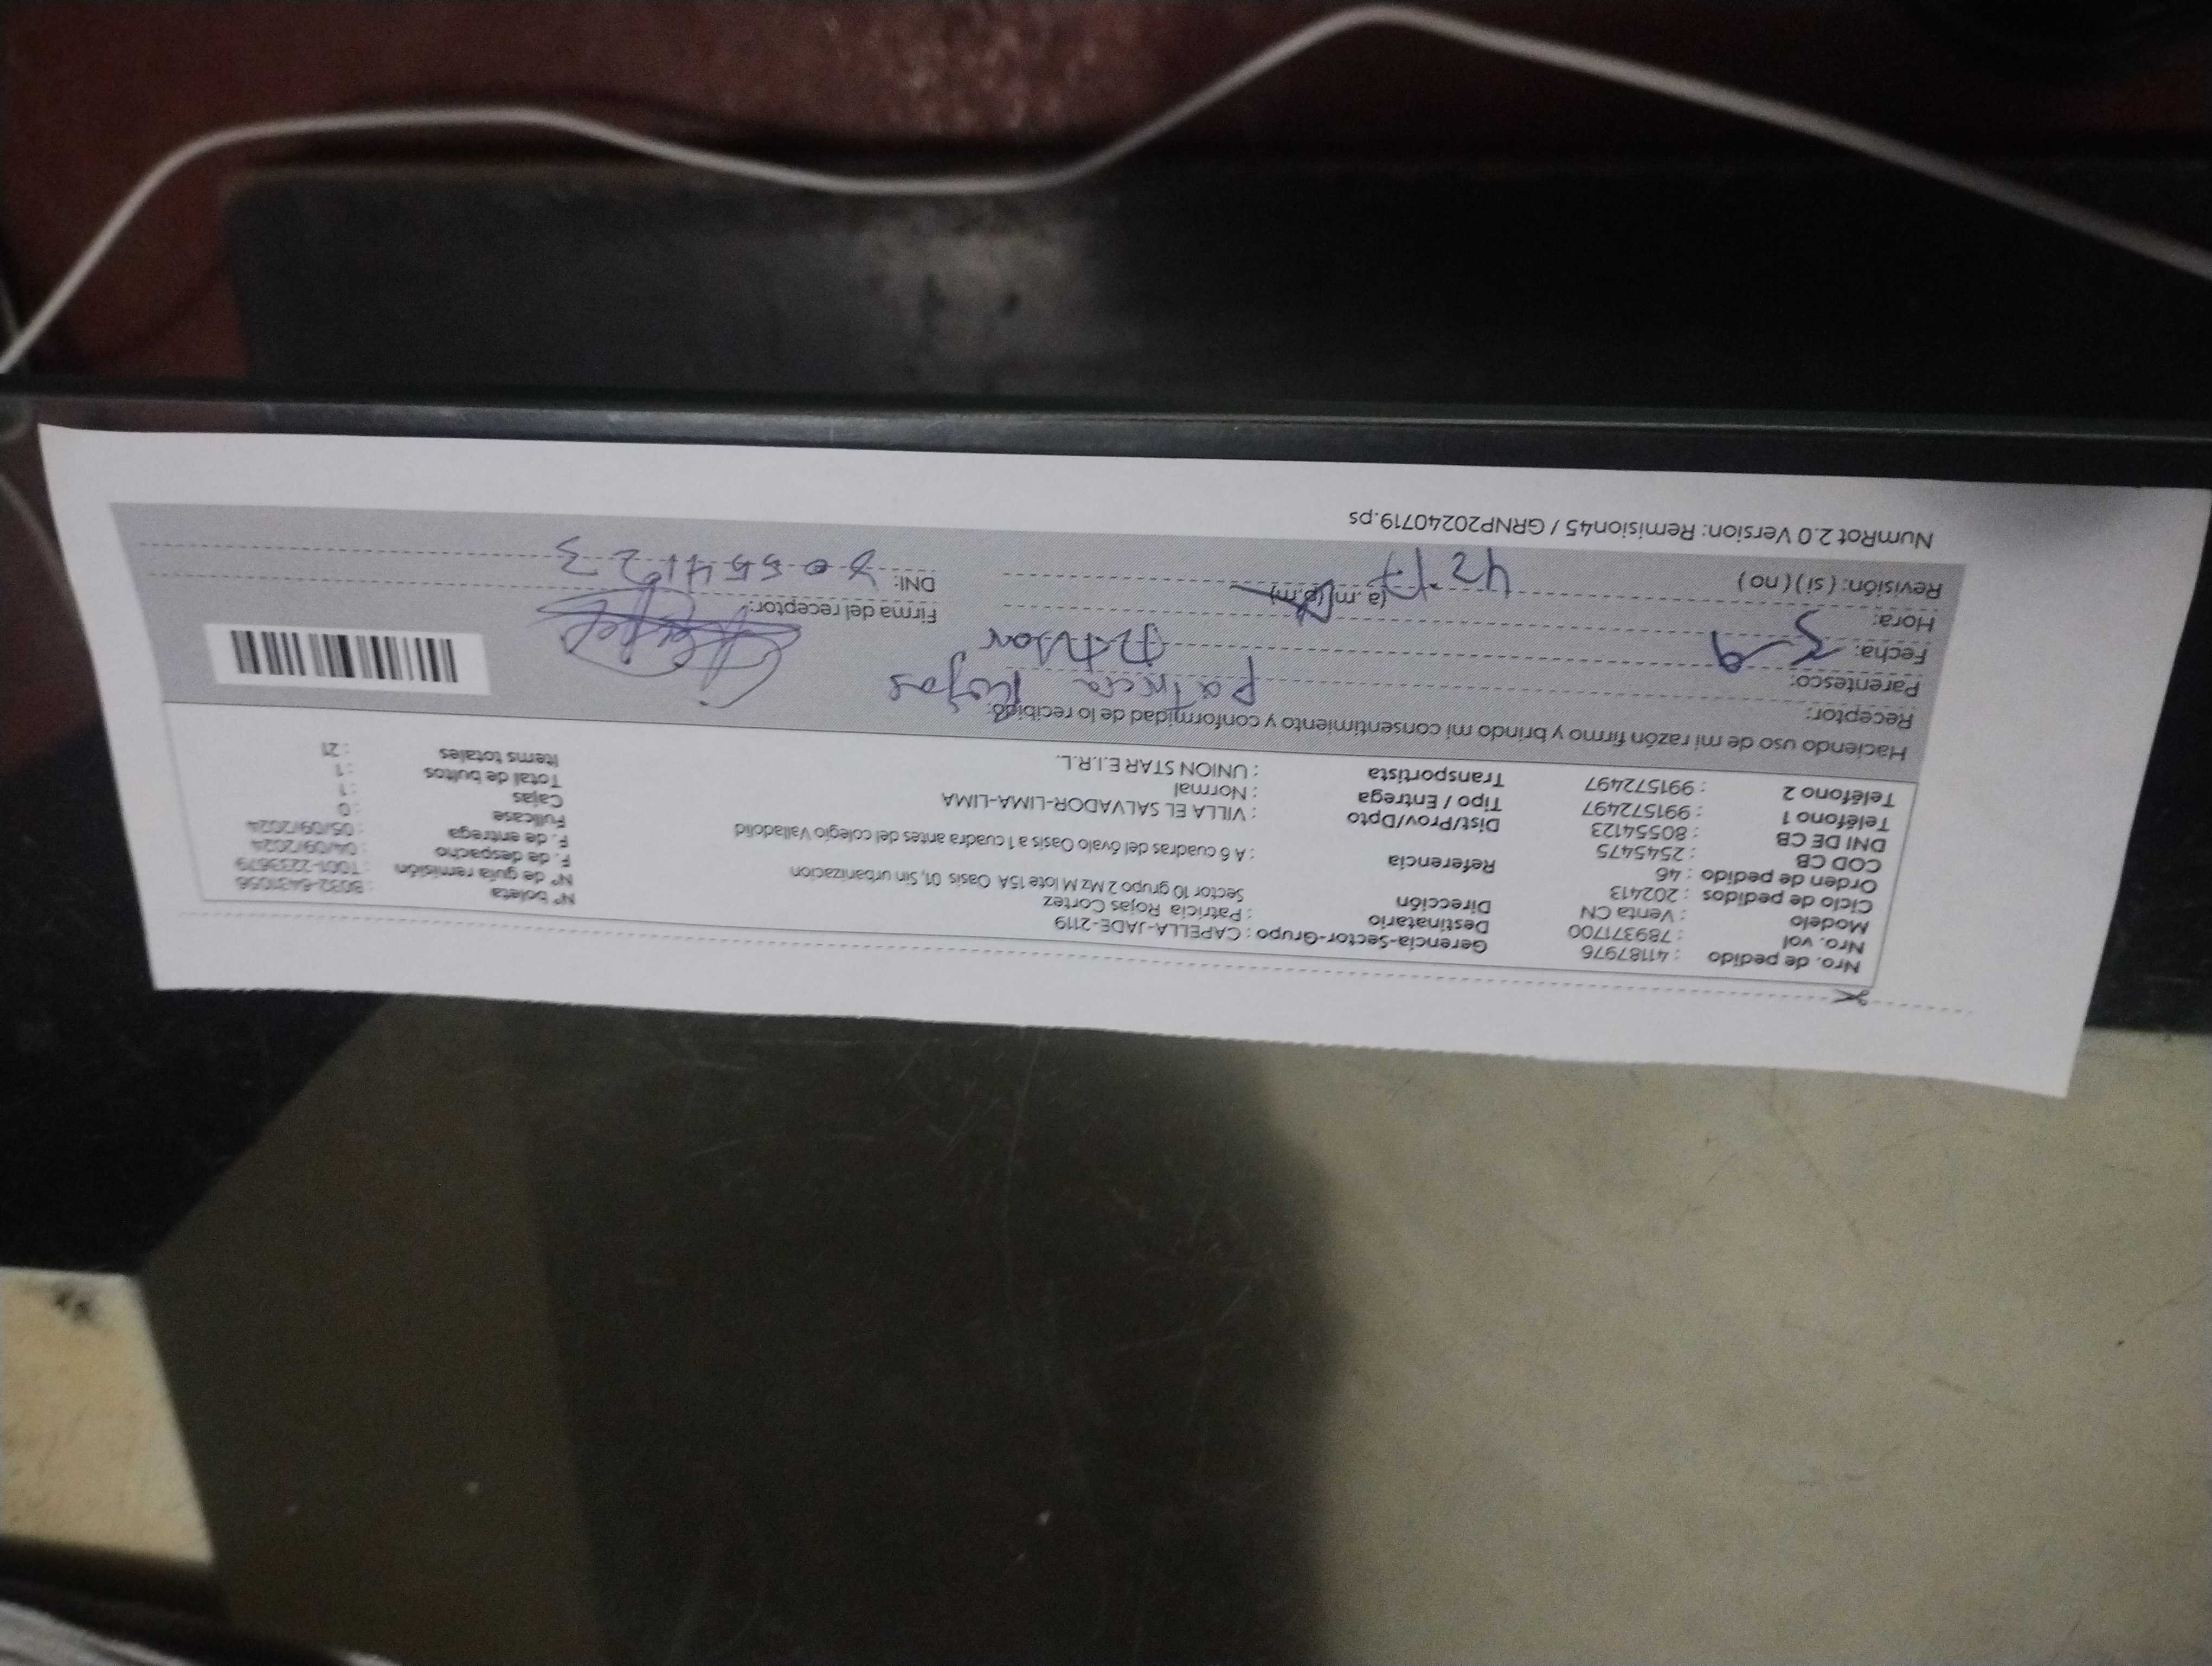 Nro. de pedido : 41187976 Gerencia-Sector-Grupo : CAPELLA-JADE-2119 N° boleta : B032-6431056
Nro. vol : 789371700 Destinatario : Patricia Rojas Cortez N° de guía remisión : T001-2233679
Modelo : Venta CN Dirección Sector 10 grupo 2 Mz M lote 15A Oasis 01, Sin urbanizacion F. de despacho : 04/09/2024
Ciclo de pedidos : 202413 F. de entrega : 05/09/2024
Orden de pedido : 46 Referencia : A 6 cuadras del óvalo Oasis a 1 cuadra antes del colegio Valladolid Fullcase : 0
COD CB : 2545475 Cajas : 1
DNI DE CB : 80554123 Dist/Prov/Dpto : VILLA EL SALVADOR-LIMA-LIMA Total de bultos : 1
Teléfono 1 : 991572497 Tipo / Entrega : Normal Items totales : 21
Teléfono 2 : 991572497 Transportista : UNION STAR E.I.R.L.
Haciendo uso de mi razón firmo y brindo mi consentimiento y conformidad de lo recibido:
Receptor: Patricia Rojas
Parentesco:
Fecha: 5-9 Firma del receptor:
Hora: (a.m) (p.m) DNI: 80554123
Revisión: ( si ) ( no )
NumRot 2.0 Version: Remision45 / GRNP20240719.ps